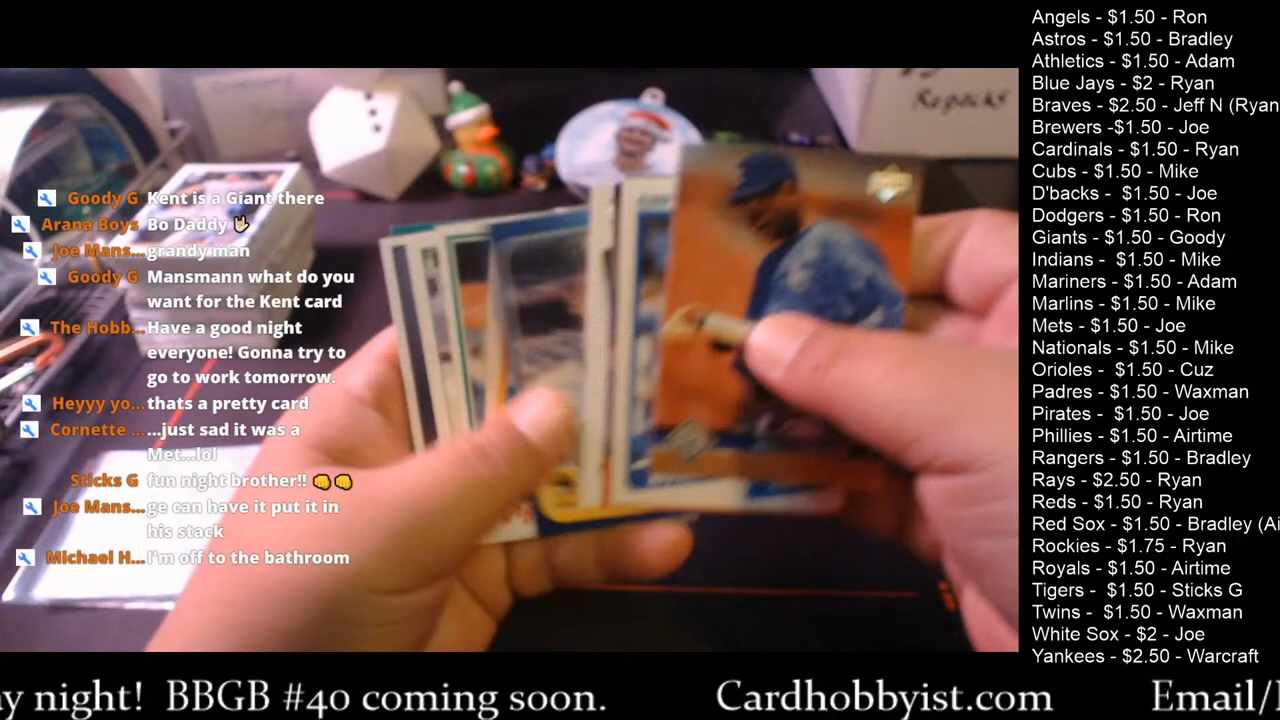 Repacks
Goody G Kent is a Giant there
Arana Boys Bo Daddy 🤘
Joe Mans... grandy man
Goody G Mansmann what do you
want for the Kent card
The Hobb... Have a good night
everyone! Gonna try to
go to work tomorrow.
Heyyy yo... thats a pretty card
Cornette ... ...just sad it was a
Met...lol
Sticks G fun night brother!! 👊👊
Joe Mans... ge can have it put it in
his stack
Michael H... I'm off to the bathroom
Angels - $1.50 - Ron
Astros - $1.50 - Bradley
Athletics - $1.50 - Adam
Blue Jays - $2 - Ryan
Braves - $2.50 - Jeff N (Ryan
Brewers -$1.50 - Joe
Cardinals - $1.50 - Ryan
Cubs - $1.50 - Mike
D'backs - $1.50 - Joe
Dodgers - $1.50 - Ron
Giants - $1.50 - Goody
Indians - $1.50 - Mike
Mariners - $1.50 - Adam
Marlins - $1.50 - Mike
Mets - $1.50 - Joe
Nationals - $1.50 - Mike
Orioles - $1.50 - Cuz
Padres - $1.50 - Waxman
Pirates - $1.50 - Joe
Phillies - $1.50 - Airtime
Rangers - $1.50 - Bradley
Rays - $2.50 - Ryan
Reds - $1.50 - Ryan
Red Sox - $1.50 - Bradley (Ai
Rockies - $1.75 - Ryan
Royals - $1.50 - Airtime
Tigers - $1.50 - Sticks G
Twins - $1.50 - Waxman
White Sox - $2 - Joe
Yankees - $2.50 - Warcraft
y night! BBGB #40 coming soon. Cardhobbyist.com Email/